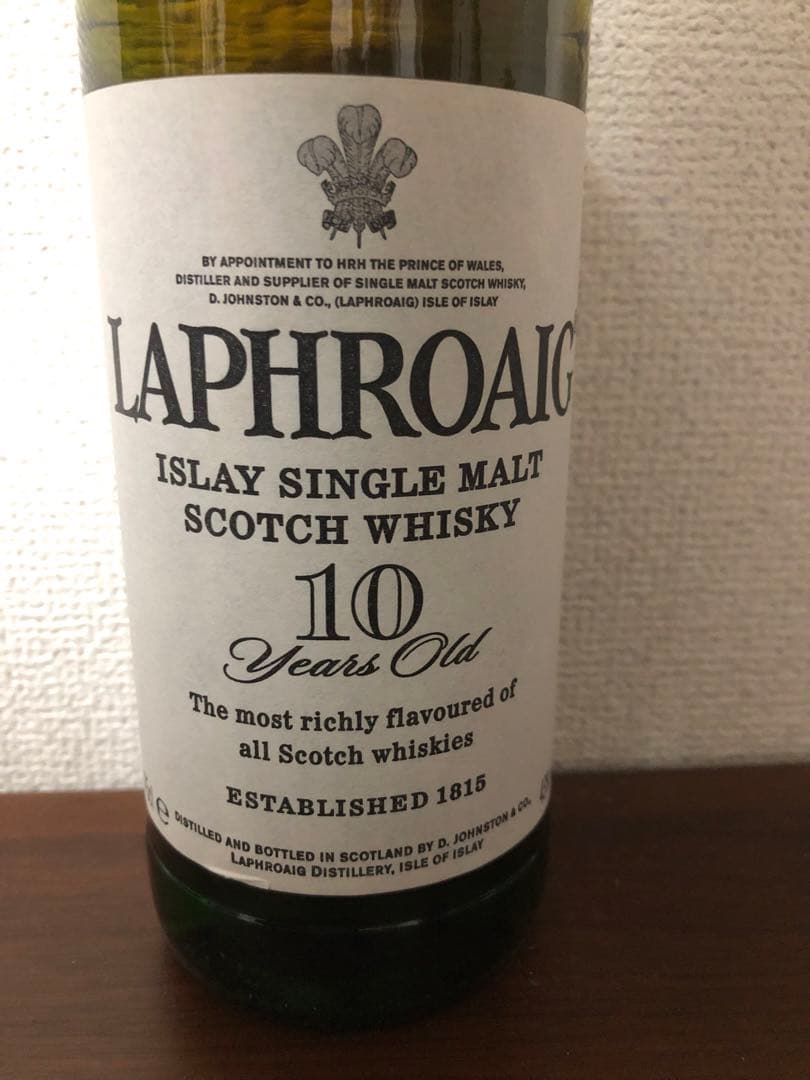 BY APPOINTMENT TO HRH THE PRINCE OF WALES,
DISTILLER AND SUPPLIER OF SINGLE MALT SCOTCH WHISKY,
D. JOHNSTON & CO., (LAPHROAIG) ISLE OF ISLAY
LAPHROAIG
ISLAY SINGLE MALT
SCOTCH WHISKY
10
Years Old
The most richly flavoured of
all Scotch whiskies
ESTABLISHED 1815
e
DISTILLED AND BOTTLED IN SCOTLAND BY D. JOHNSTON & CO.
LAPHROAIG DISTILLERY, ISLE OF ISLAY